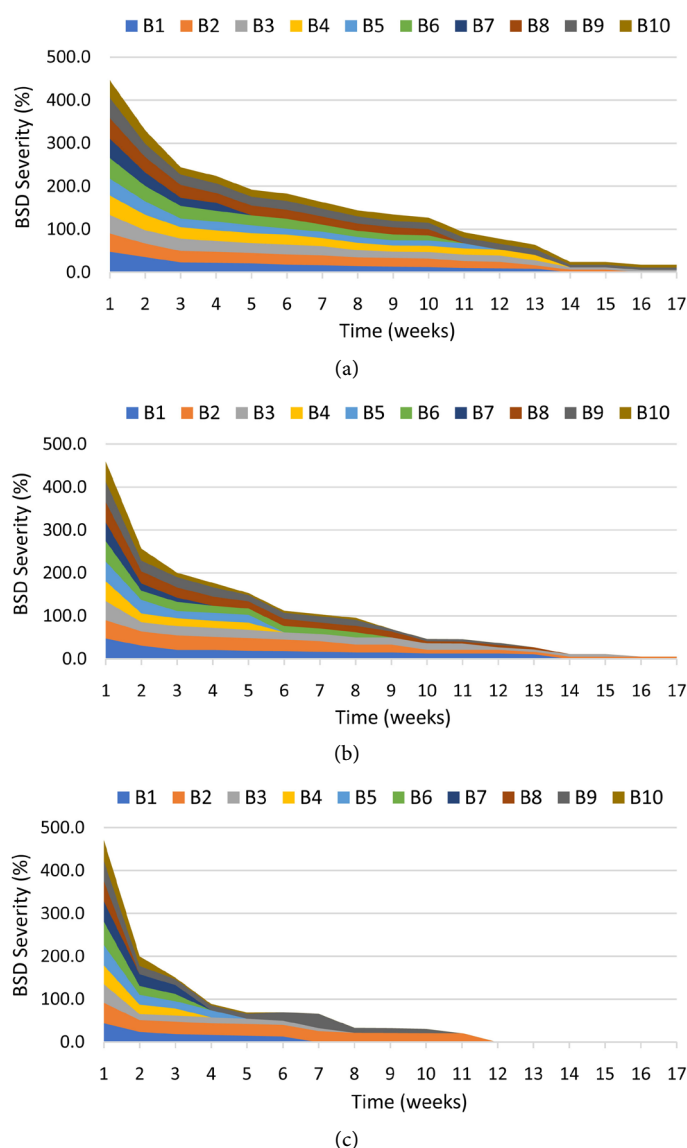 B1 B2 B3 B4 B5 B6 B7 B8 B9 B10
500.0
400.0
300.0
200.0
100.0
0.0
BSD Severity (%)
1 2 3 4 5 6 7 8 9 10 11 12 13 14 15 16 17
Time (weeks)
(a)
B1 B2 B3 B4 B5 B6 B7 B8 B9 B10
500.0
400.0
300.0
200.0
100.0
0.0
BSD Severity (%)
1 2 3 4 5 6 7 8 9 10 11 12 13 14 15 16 17
Time (weeks)
(b)
B1 B2 B3 B4 B5 B6 B7 B8 B9 B10
500.0
400.0
300.0
200.0
100.0
0.0
BSD Severity (%)
1 2 3 4 5 6 7 8 9 10 11 12 13 14 15 16 17
Time (weeks)
(c)